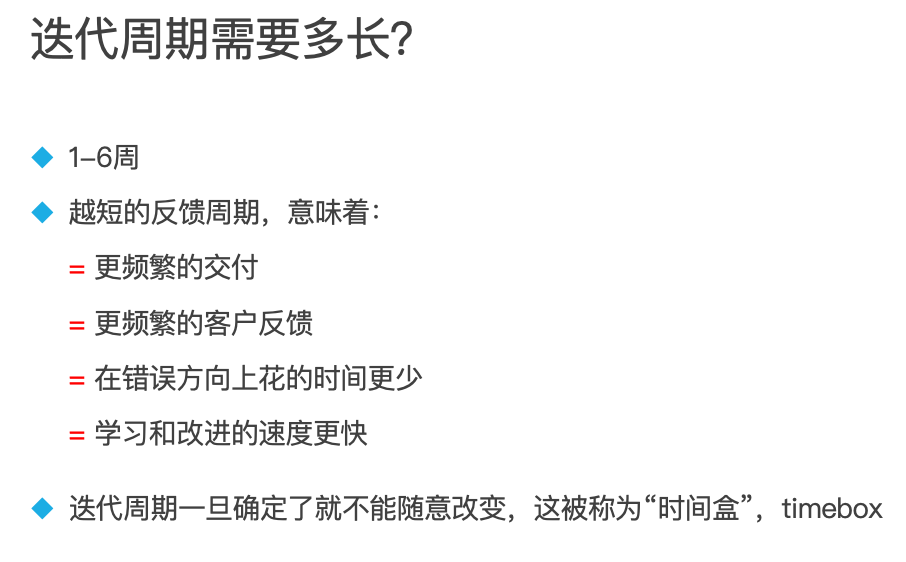 迭代周期需要多长？
1–6周
越短的反馈周期，意味着：
= 更频繁的交付
= 更频繁的客户反馈
= 在错误方向上花的时间更少
= 学习和改进的速度更快
迭代周期一旦确定了就不能随意改变，这被称为“时间盒”，timebox